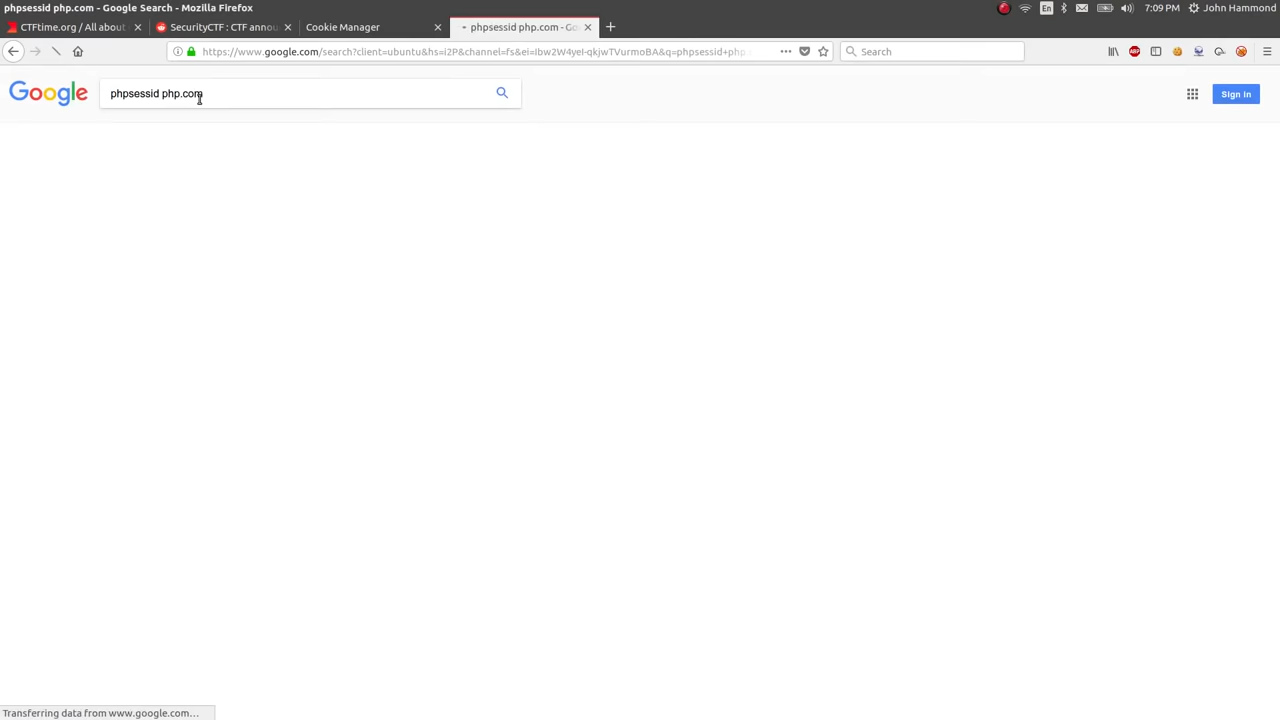 phpsessid php.com - Google Search - Mozilla Firefox
En
7:09 PM
John Hammond
CTFtime.org / All about
SecurityCTF : CTF annou
Cookie Manager
phpsessid php.com - Go
https://www.google.com/search?client=ubuntu&hs=i2P&channel=fs&ei=Ibw2W4yeI-qkjwTVurmoBA&q=phpsessid+php
Search
ABP
Google
phpsessid php.com
Sign in
Transferring data from www.google.com…